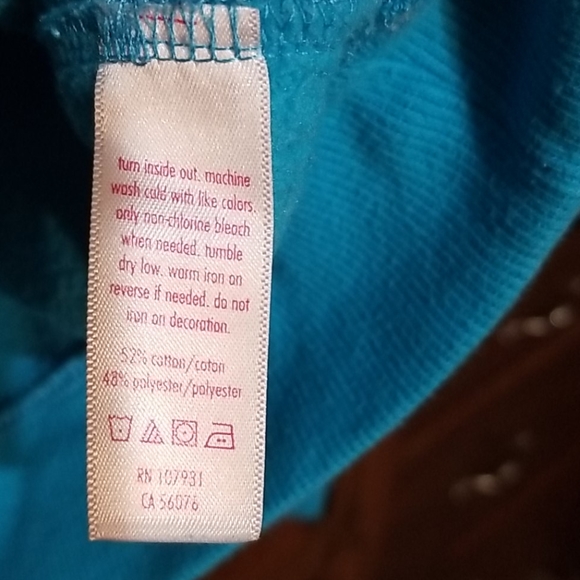 turn inside out. machine
wash cold with like colors.
only non-chlorine bleach
when needed. tumble
dry low. warm iron on
reverse if needed. do not
iron on decoration.
52% cotton/coton
48% polyester/polyester
RN 107931
CA 56076